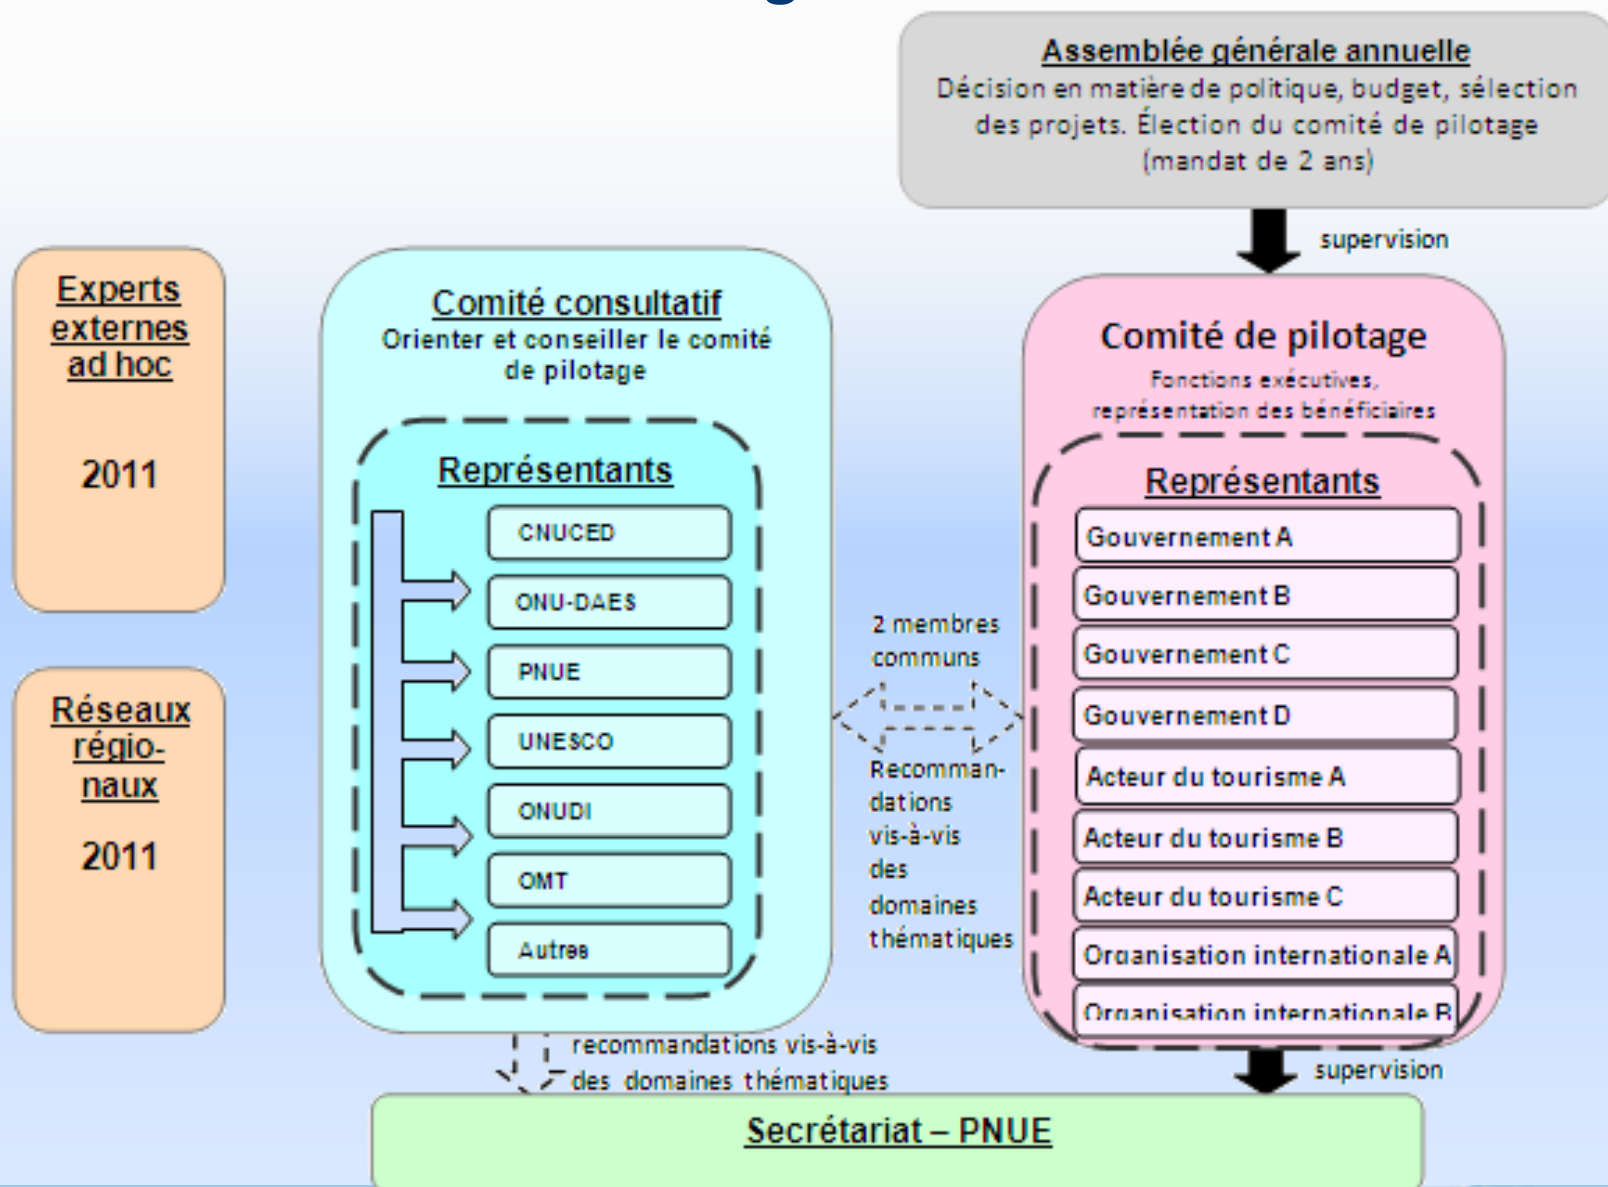 Assemblée générale annuelle
Décision en matière de politique, budget, sélection
des projets. Élection du comité de pilotage
(mandat de 2 ans)
supervision
Experts
externes
ad hoc
2011
Réseaux
régio-
naux
2011
Comité consultatif
Orienter et conseiller le comité
de pilotage
Représentants
CNUCED
ONU-DAES
PNUE
UNESCO
ONUDI
OMT
Autres
2 membres
communs
Recomman-
dations
vis-à-vis
des
domaines
thématiques
Comité de pilotage
Fonctions exécutives,
représentation des bénéficiaires
Représentants
Gouvernement A
Gouvernement B
Gouvernement C
Gouvernement D
Acteur du tourisme A
Acteur du tourisme B
Acteur du tourisme C
Organisation internationale A
Organisation internationale B
recommandations vis-à-vis
des domaines thématiques
supervision
Secrétariat – PNUE